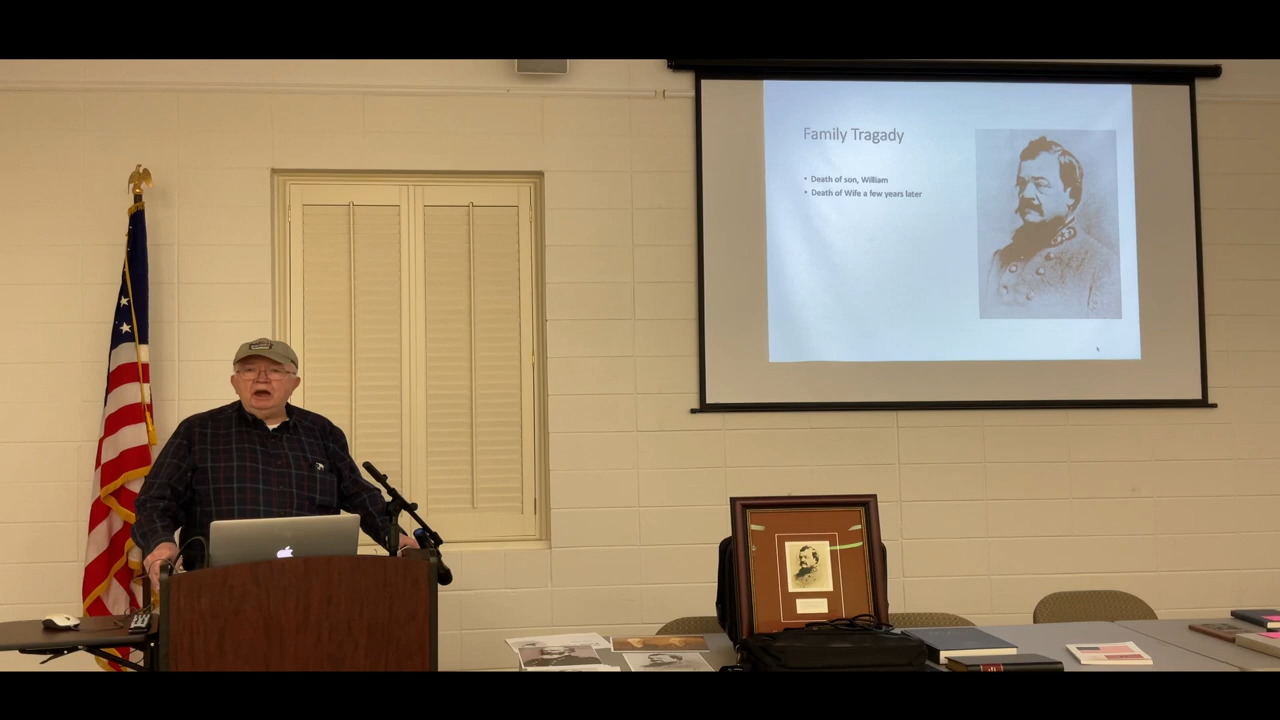 Family Tragady
• Death of son, William
• Death of Wife a few years later